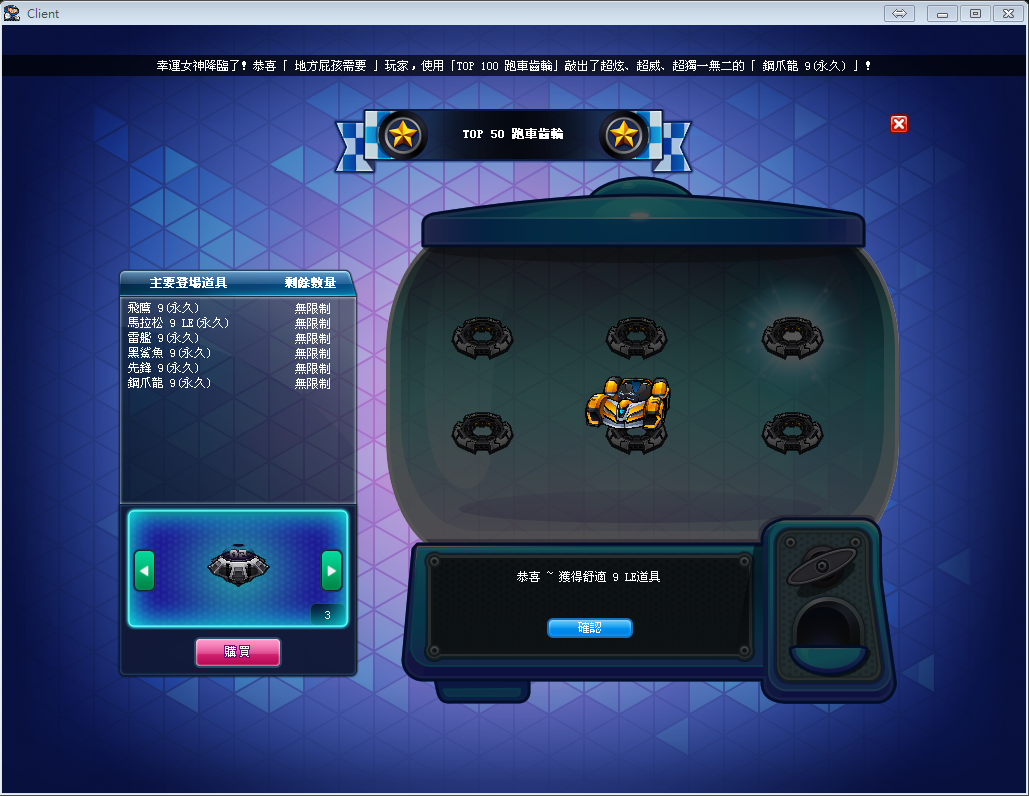 Client
幸運女神降臨了! 恭喜「 地方屁孩需要 」玩家,使用「TOP 100 跑車齒輪」敲出了超炫、超威、超獨一無二的「 鋼爪龍 9(永久) 」!
TOP 50 跑車齒輪
主要登場道具 剩餘數量
飛鷹 9(永久) 無限制
馬拉松 9 LE(永久) 無限制
雷艦 9(永久) 無限制
黑鯊魚 9(永久) 無限制
先鋒 9(永久) 無限制
鋼爪龍 9(永久) 無限制
3
購買
恭喜 ~ 獲得舒適 9 LE道具
確認